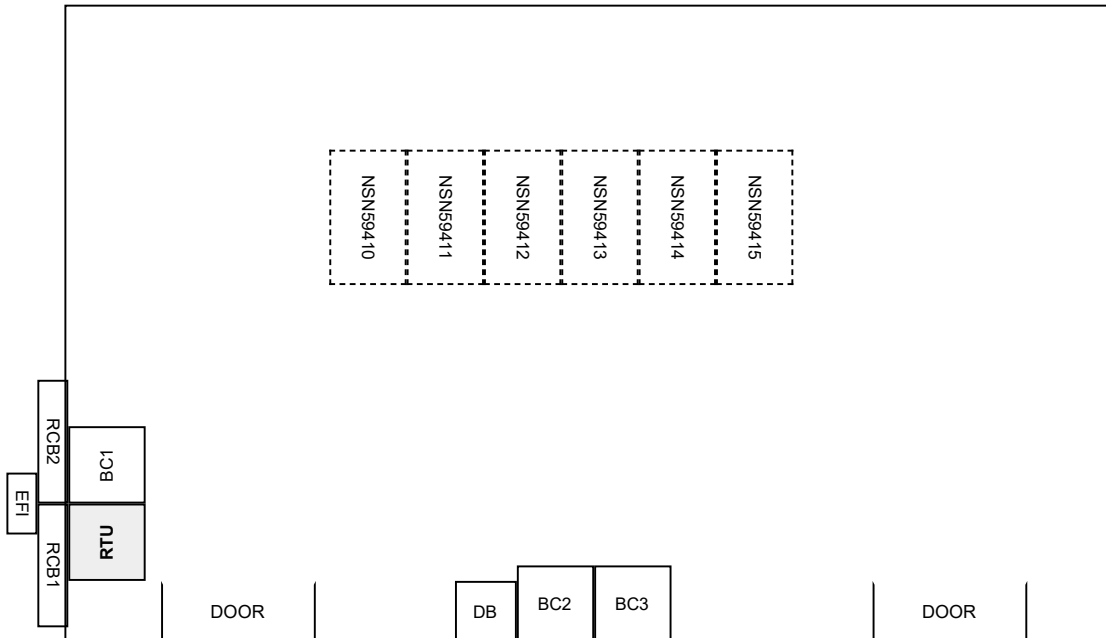 NSN59410
NSN59411
NSN59412
NSN59413
NSN59414
NSN59415
RCB2
BC1
EFI
RCB1
RTU
DOOR
DB
BC2
BC3
DOOR